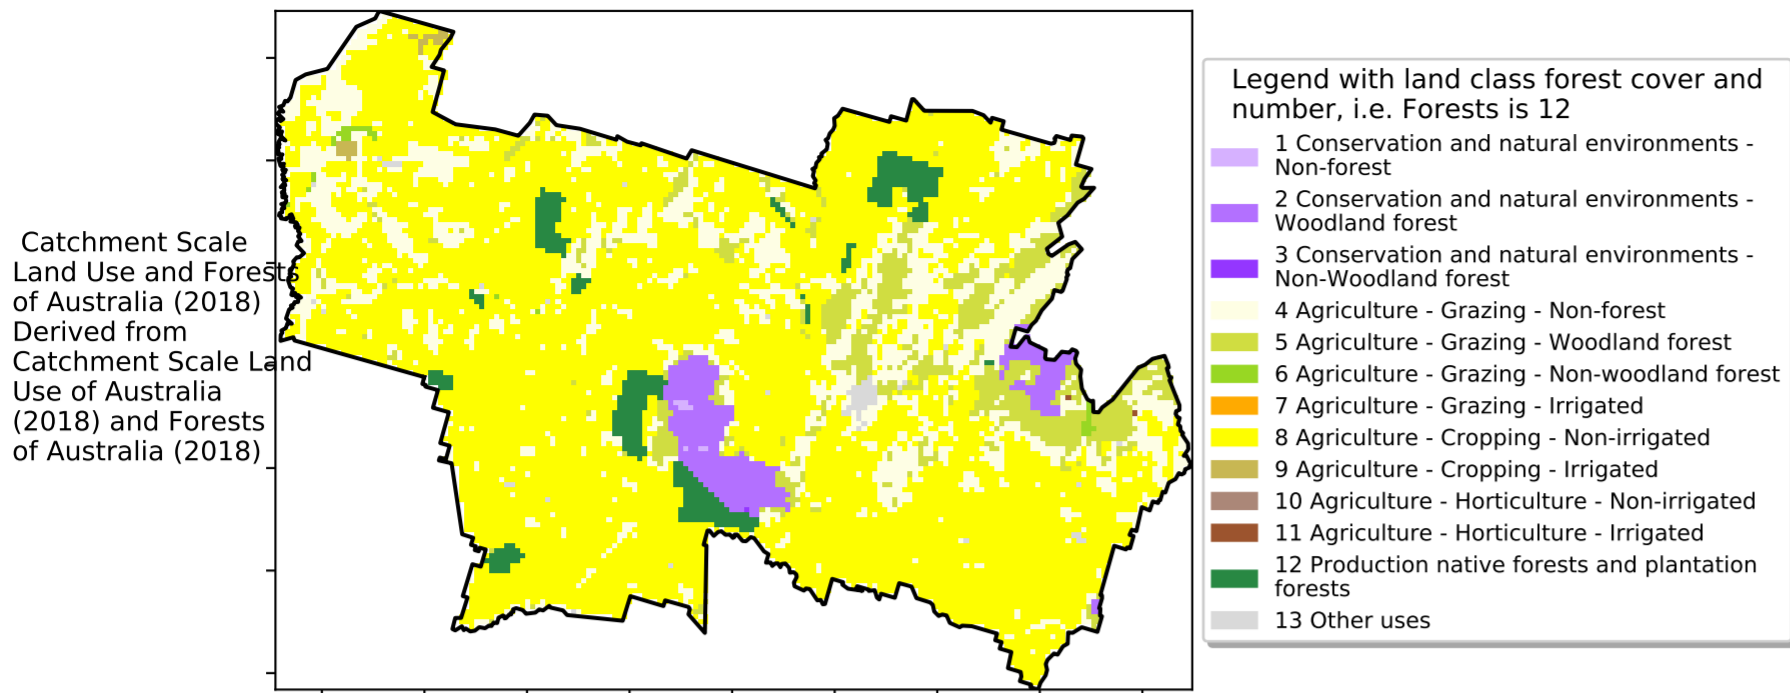 Catchment Scale
Land Use and Forests
of Australia (2018)
Derived from
Catchment Scale Land
Use of Australia
(2018) and Forests
of Australia (2018)
Legend with land class forest cover and
number, i.e. Forests is 12
1 Conservation and natural environments -
Non-forest
2 Conservation and natural environments -
Woodland forest
3 Conservation and natural environments -
Non-Woodland forest
4 Agriculture - Grazing - Non-forest
5 Agriculture - Grazing - Woodland forest
6 Agriculture - Grazing - Non-woodland forest
7 Agriculture - Grazing - Irrigated
8 Agriculture - Cropping - Non-irrigated
9 Agriculture - Cropping - Irrigated
10 Agriculture - Horticulture - Non-irrigated
11 Agriculture - Horticulture - Irrigated
12 Production native forests and plantation
forests
13 Other uses